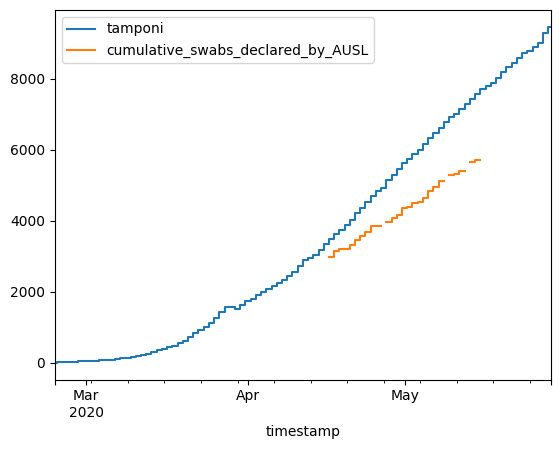 tamponi
cumulative_swabs_declared_by_AUSL
8000
6000
4000
2000
0
Mar
2020
Apr
May
timestamp